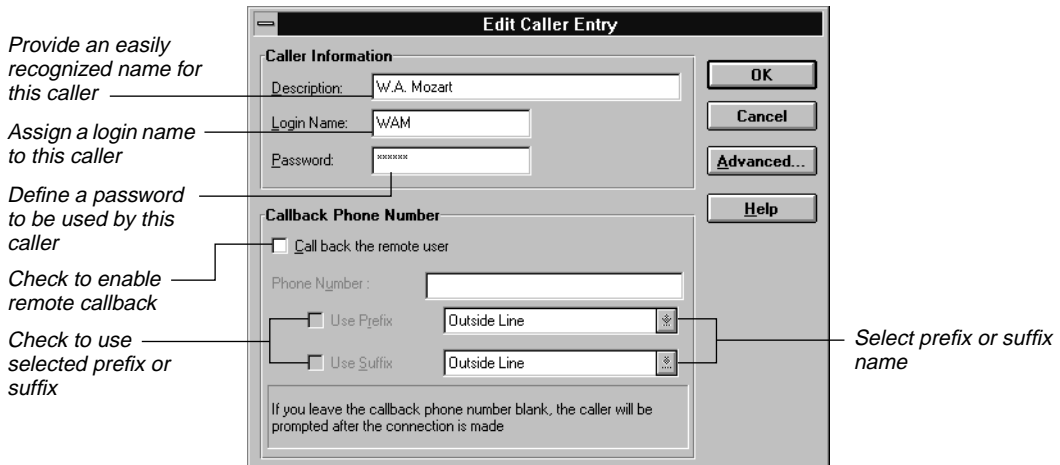 Edit Caller Entry
Provide an easily
recognized name for
this caller
Assign a login name
to this caller
Define a password
to be used by this
caller
Check to enable
remote callback
Check to use
selected prefix or
suffix
Caller Information
Description: W.A. Mozart
Login Name: WAM
Password: ××××××
Callback Phone Number
Call back the remote user
Phone Number :
Use Prefix Outside Line
Use Suffix Outside Line
If you leave the callback phone number blank, the caller will be
prompted after the connection is made
OK
Cancel
Advanced...
Help
Select prefix or suffix
name